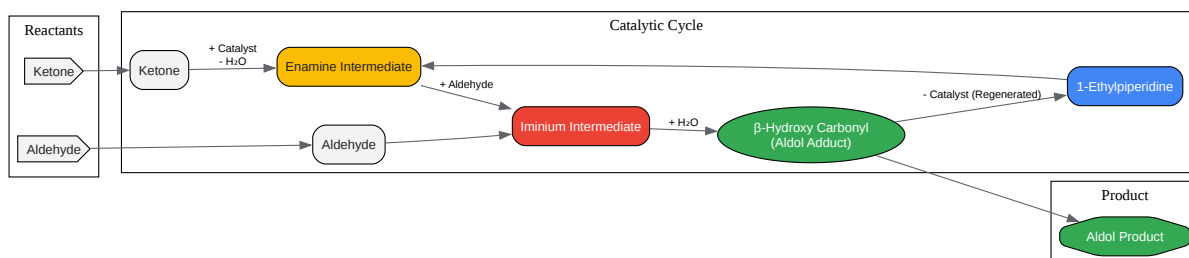 Reactants
Catalytic Cycle
Ketone
Ketone
+ Catalyst
- H₂O
Enamine Intermediate
+ Aldehyde
1-Ethylpiperidine
- Catalyst (Regenerated)
Aldehyde
Aldehyde
Iminium Intermediate
+ H₂O
β-Hydroxy Carbonyl
(Aldol Adduct)
Product
Aldol Product